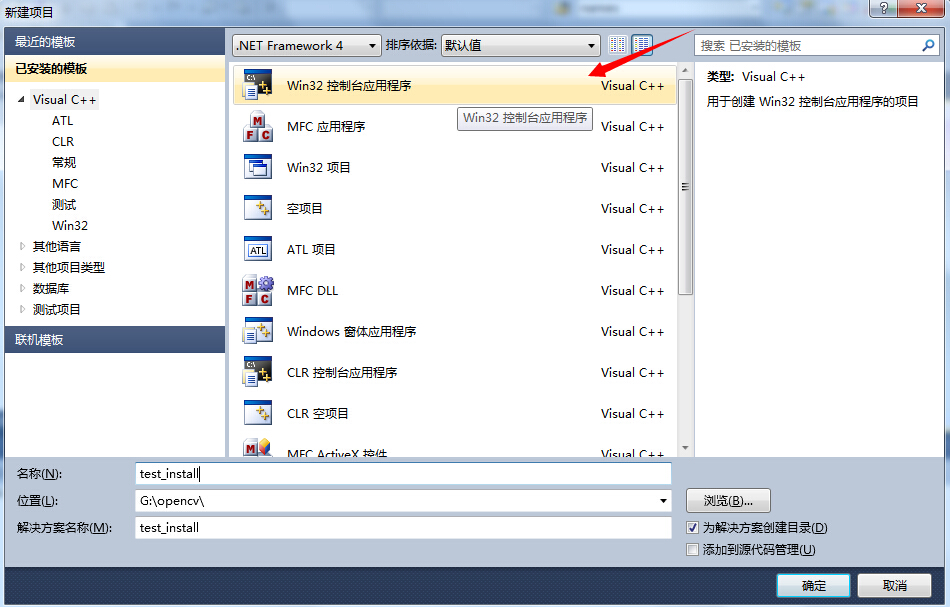 新建项目
?
最近的模板
已安装的模板
Visual C++
ATL
CLR
常规
MFC
测试
Win32
其他语言
其他项目类型
数据库
测试项目
联机模板
.NET Framework 4 排序依据: 默认值
Win32 控制台应用程序 Visual C++
Win32 控制台应用程序
MFC 应用程序 Visual C++
Win32 项目 Visual C++
空项目 Visual C++
ATL 项目 Visual C++
MFC DLL Visual C++
Windows 窗体应用程序 Visual C++
CLR 控制台应用程序 Visual C++
CLR 空项目 Visual C++
MFC ActiveX 控件 Visual C++
搜索 已安装的模板
类型: Visual C++
用于创建 Win32 控制台应用程序的项目
名称(N): test_install
位置(L): G:\opencv\ 浏览(B)...
解决方案名称(M): test_install
为解决方案创建目录(D)
添加到源代码管理(U)
确定 取消